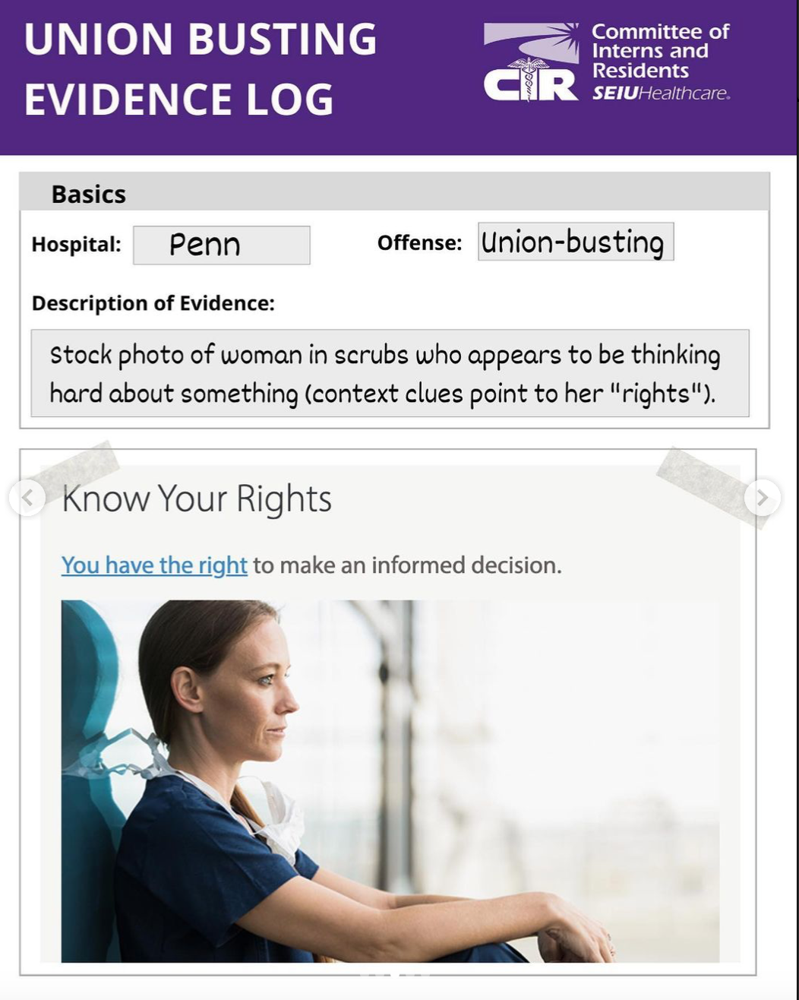 UNION BUSTING
EVIDENCE LOG
CIR
Committee of
Interns and
Residents
SEIUHealthcare®
Basics
Hospital: Penn
Offense: Union-busting
Description of Evidence:
Stock photo of woman in scrubs who appears to be thinking
hard about something (context clues point to her "rights").
Know Your Rights
You have the right to make an informed decision.